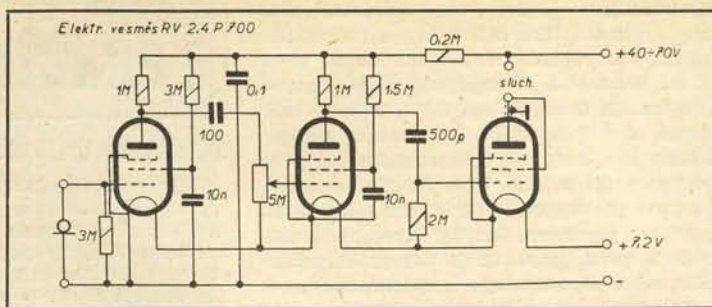 Elektr. vesměs RV 2,4 P 700
0,2M
+40÷70V
1M
3M
0,1
1M
1,5M
sluch.
100
500p
10n
5M
10n
3M
2M
+7,2V
-